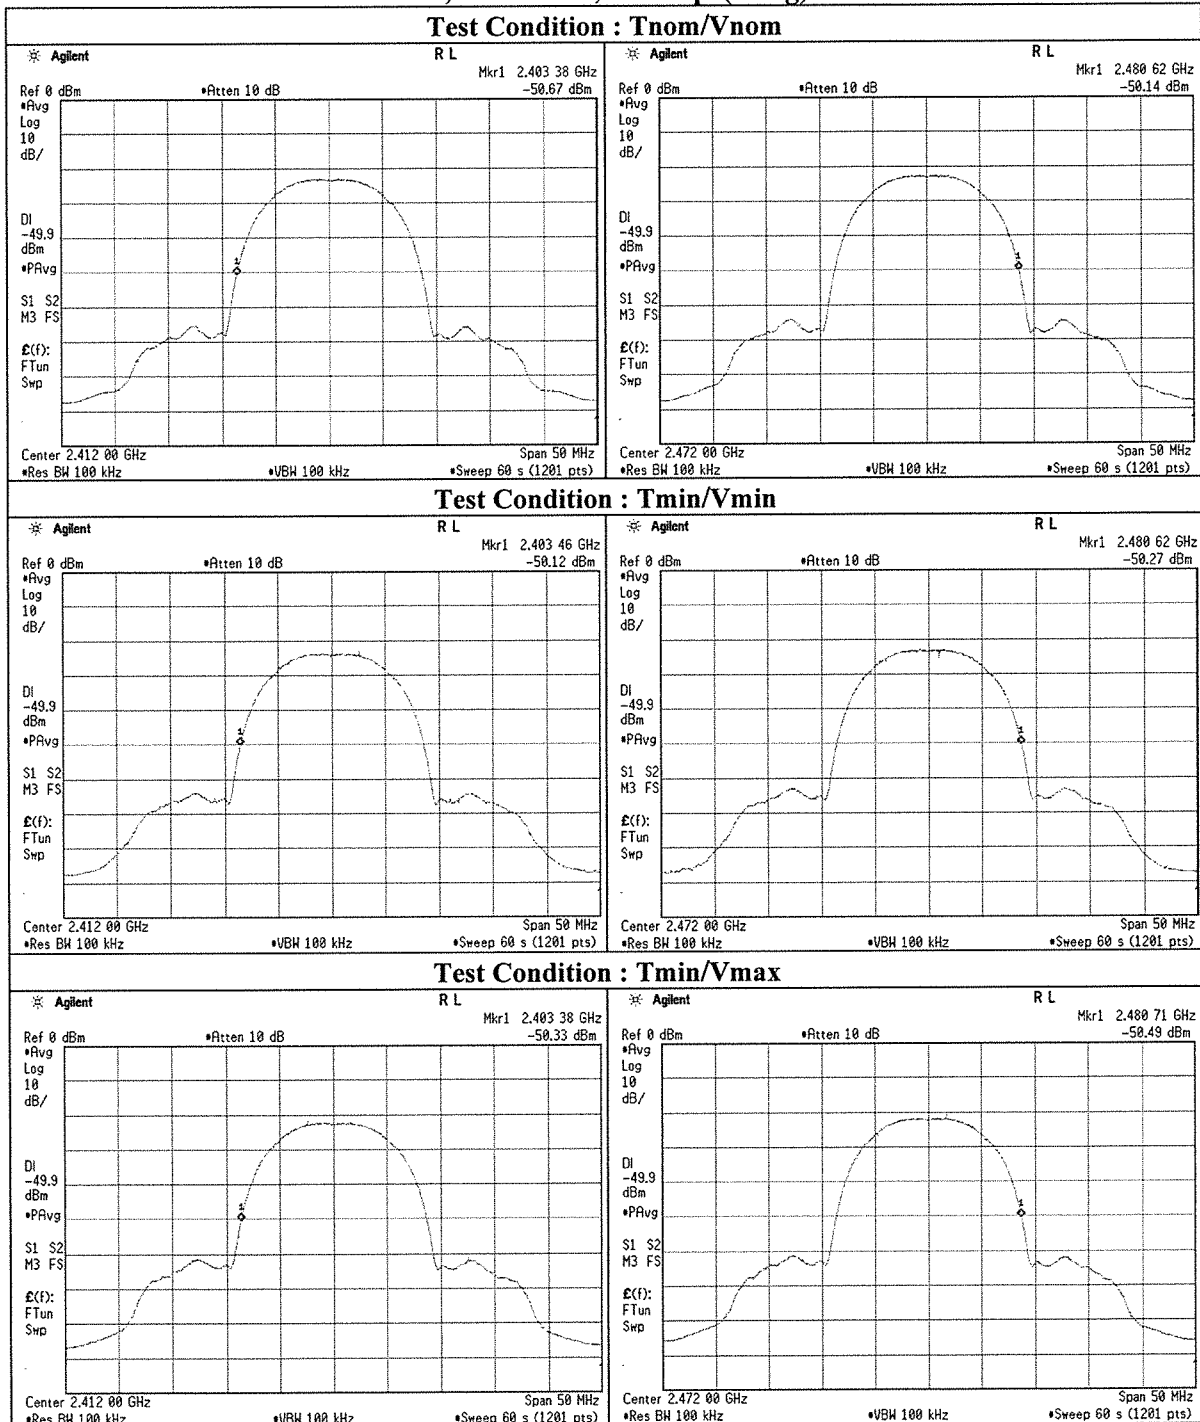 Test Condition : Tnom/Vnom
Agilent R L
Mkr1 2.403 38 GHz
Ref 0 dBm •Atten 10 dB -50.67 dBm
•Avg
Log
10
dB/
DI
-49.9
dBm
•PAvg
1
S1 S2
M3 FS
£(f):
FTun
Swp
Center 2.412 00 GHz Span 50 MHz
•Res BW 100 kHz •VBW 100 kHz •Sweep 60 s (1201 pts)
Agilent R L
Mkr1 2.480 62 GHz
Ref 0 dBm •Atten 10 dB -50.14 dBm
•Avg
Log
10
dB/
DI
-49.9
dBm
•PAvg
1
S1 S2
M3 FS
£(f):
FTun
Swp
Center 2.472 00 GHz Span 50 MHz
•Res BW 100 kHz •VBW 100 kHz •Sweep 60 s (1201 pts)
Test Condition : Tmin/Vmin
Agilent R L
Mkr1 2.403 46 GHz
Ref 0 dBm •Atten 10 dB -50.12 dBm
•Avg
Log
10
dB/
DI
-49.9
dBm
•PAvg
1
S1 S2
M3 FS
£(f):
FTun
Swp
Center 2.412 00 GHz Span 50 MHz
•Res BW 100 kHz •VBW 100 kHz •Sweep 60 s (1201 pts)
Agilent R L
Mkr1 2.480 62 GHz
Ref 0 dBm •Atten 10 dB -50.27 dBm
•Avg
Log
10
dB/
DI
-49.9
dBm
•PAvg
1
S1 S2
M3 FS
£(f):
FTun
Swp
Center 2.472 00 GHz Span 50 MHz
•Res BW 100 kHz •VBW 100 kHz •Sweep 60 s (1201 pts)
Test Condition : Tmin/Vmax
Agilent R L
Mkr1 2.403 38 GHz
Ref 0 dBm •Atten 10 dB -50.33 dBm
•Avg
Log
10
dB/
DI
-49.9
dBm
•PAvg
1
S1 S2
M3 FS
£(f):
FTun
Swp
Center 2.412 00 GHz Span 50 MHz
•Res BW 100 kHz •VBW 100 kHz •Sweep 60 s (1201 pts)
Agilent R L
Mkr1 2.480 71 GHz
Ref 0 dBm •Atten 10 dB -50.49 dBm
•Avg
Log
10
dB/
DI
-49.9
dBm
•PAvg
1
S1 S2
M3 FS
£(f):
FTun
Swp
Center 2.472 00 GHz Span 50 MHz
•Res BW 100 kHz •VBW 100 kHz •Sweep 60 s (1201 pts)